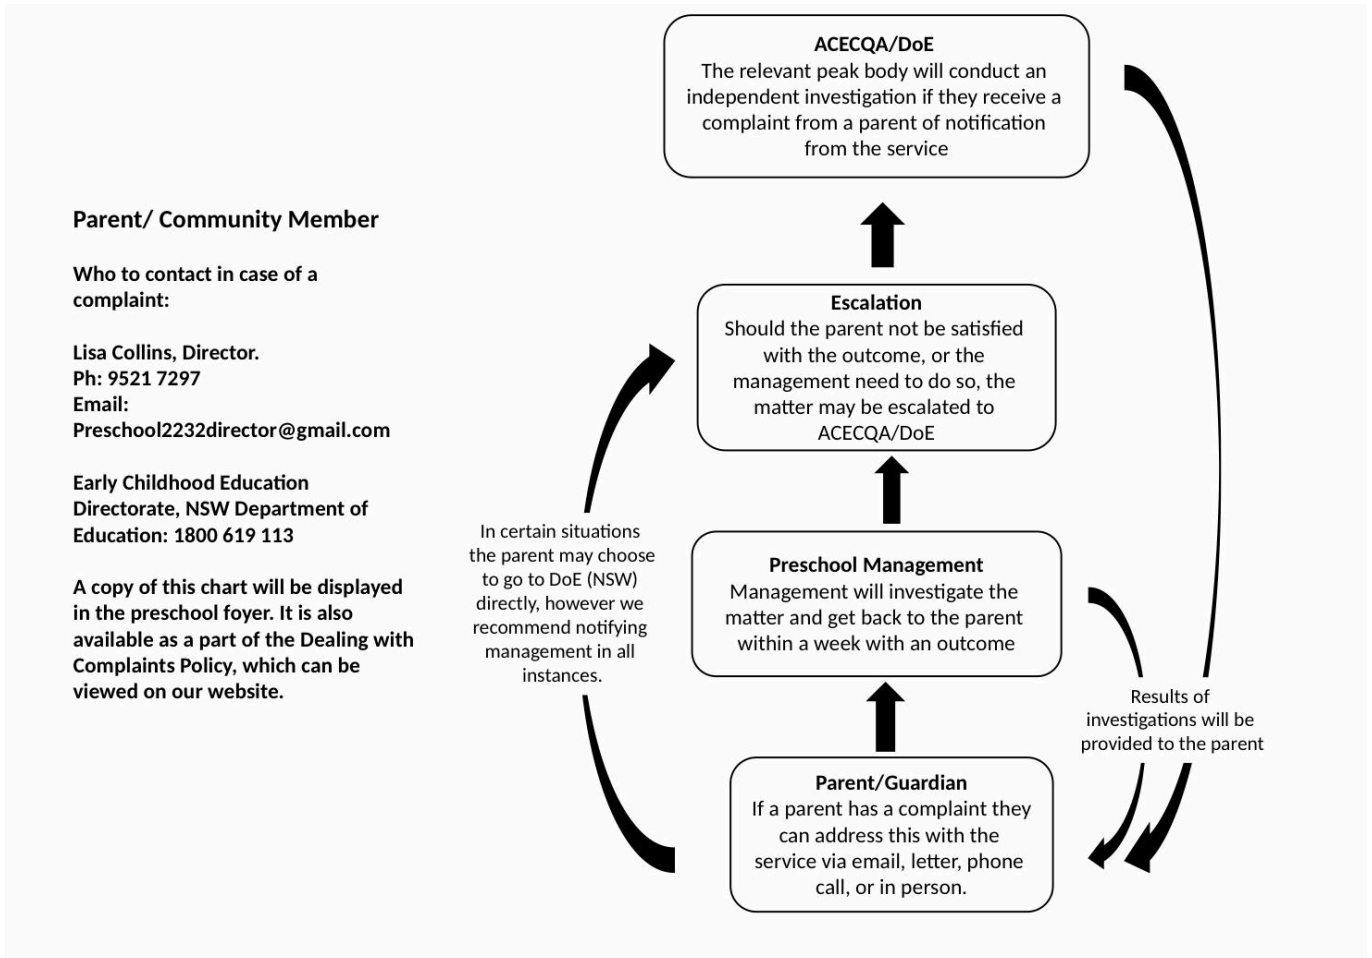 Parent/ Community Member
Who to contact in case of a
complaint:
Lisa Collins, Director.
Ph: 9521 7297
Email:
Preschool2232director@gmail.com
Early Childhood Education
Directorate, NSW Department of
Education: 1800 619 113
A copy of this chart will be displayed
in the preschool foyer. It is also
available as a part of the Dealing with
Complaints Policy, which can be
viewed on our website.
ACECQA/DoE
The relevant peak body will conduct an
independent investigation if they receive a
complaint from a parent of notification
from the service
Escalation
Should the parent not be satisfied
with the outcome, or the
management need to do so, the
matter may be escalated to
ACECQA/DoE
In certain situations
the parent may choose
to go to DoE (NSW)
directly, however we
recommend notifying
management in all
instances.
Preschool Management
Management will investigate the
matter and get back to the parent
within a week with an outcome
Results of
investigations will be
provided to the parent
Parent/Guardian
If a parent has a complaint they
can address this with the
service via email, letter, phone
call, or in person.